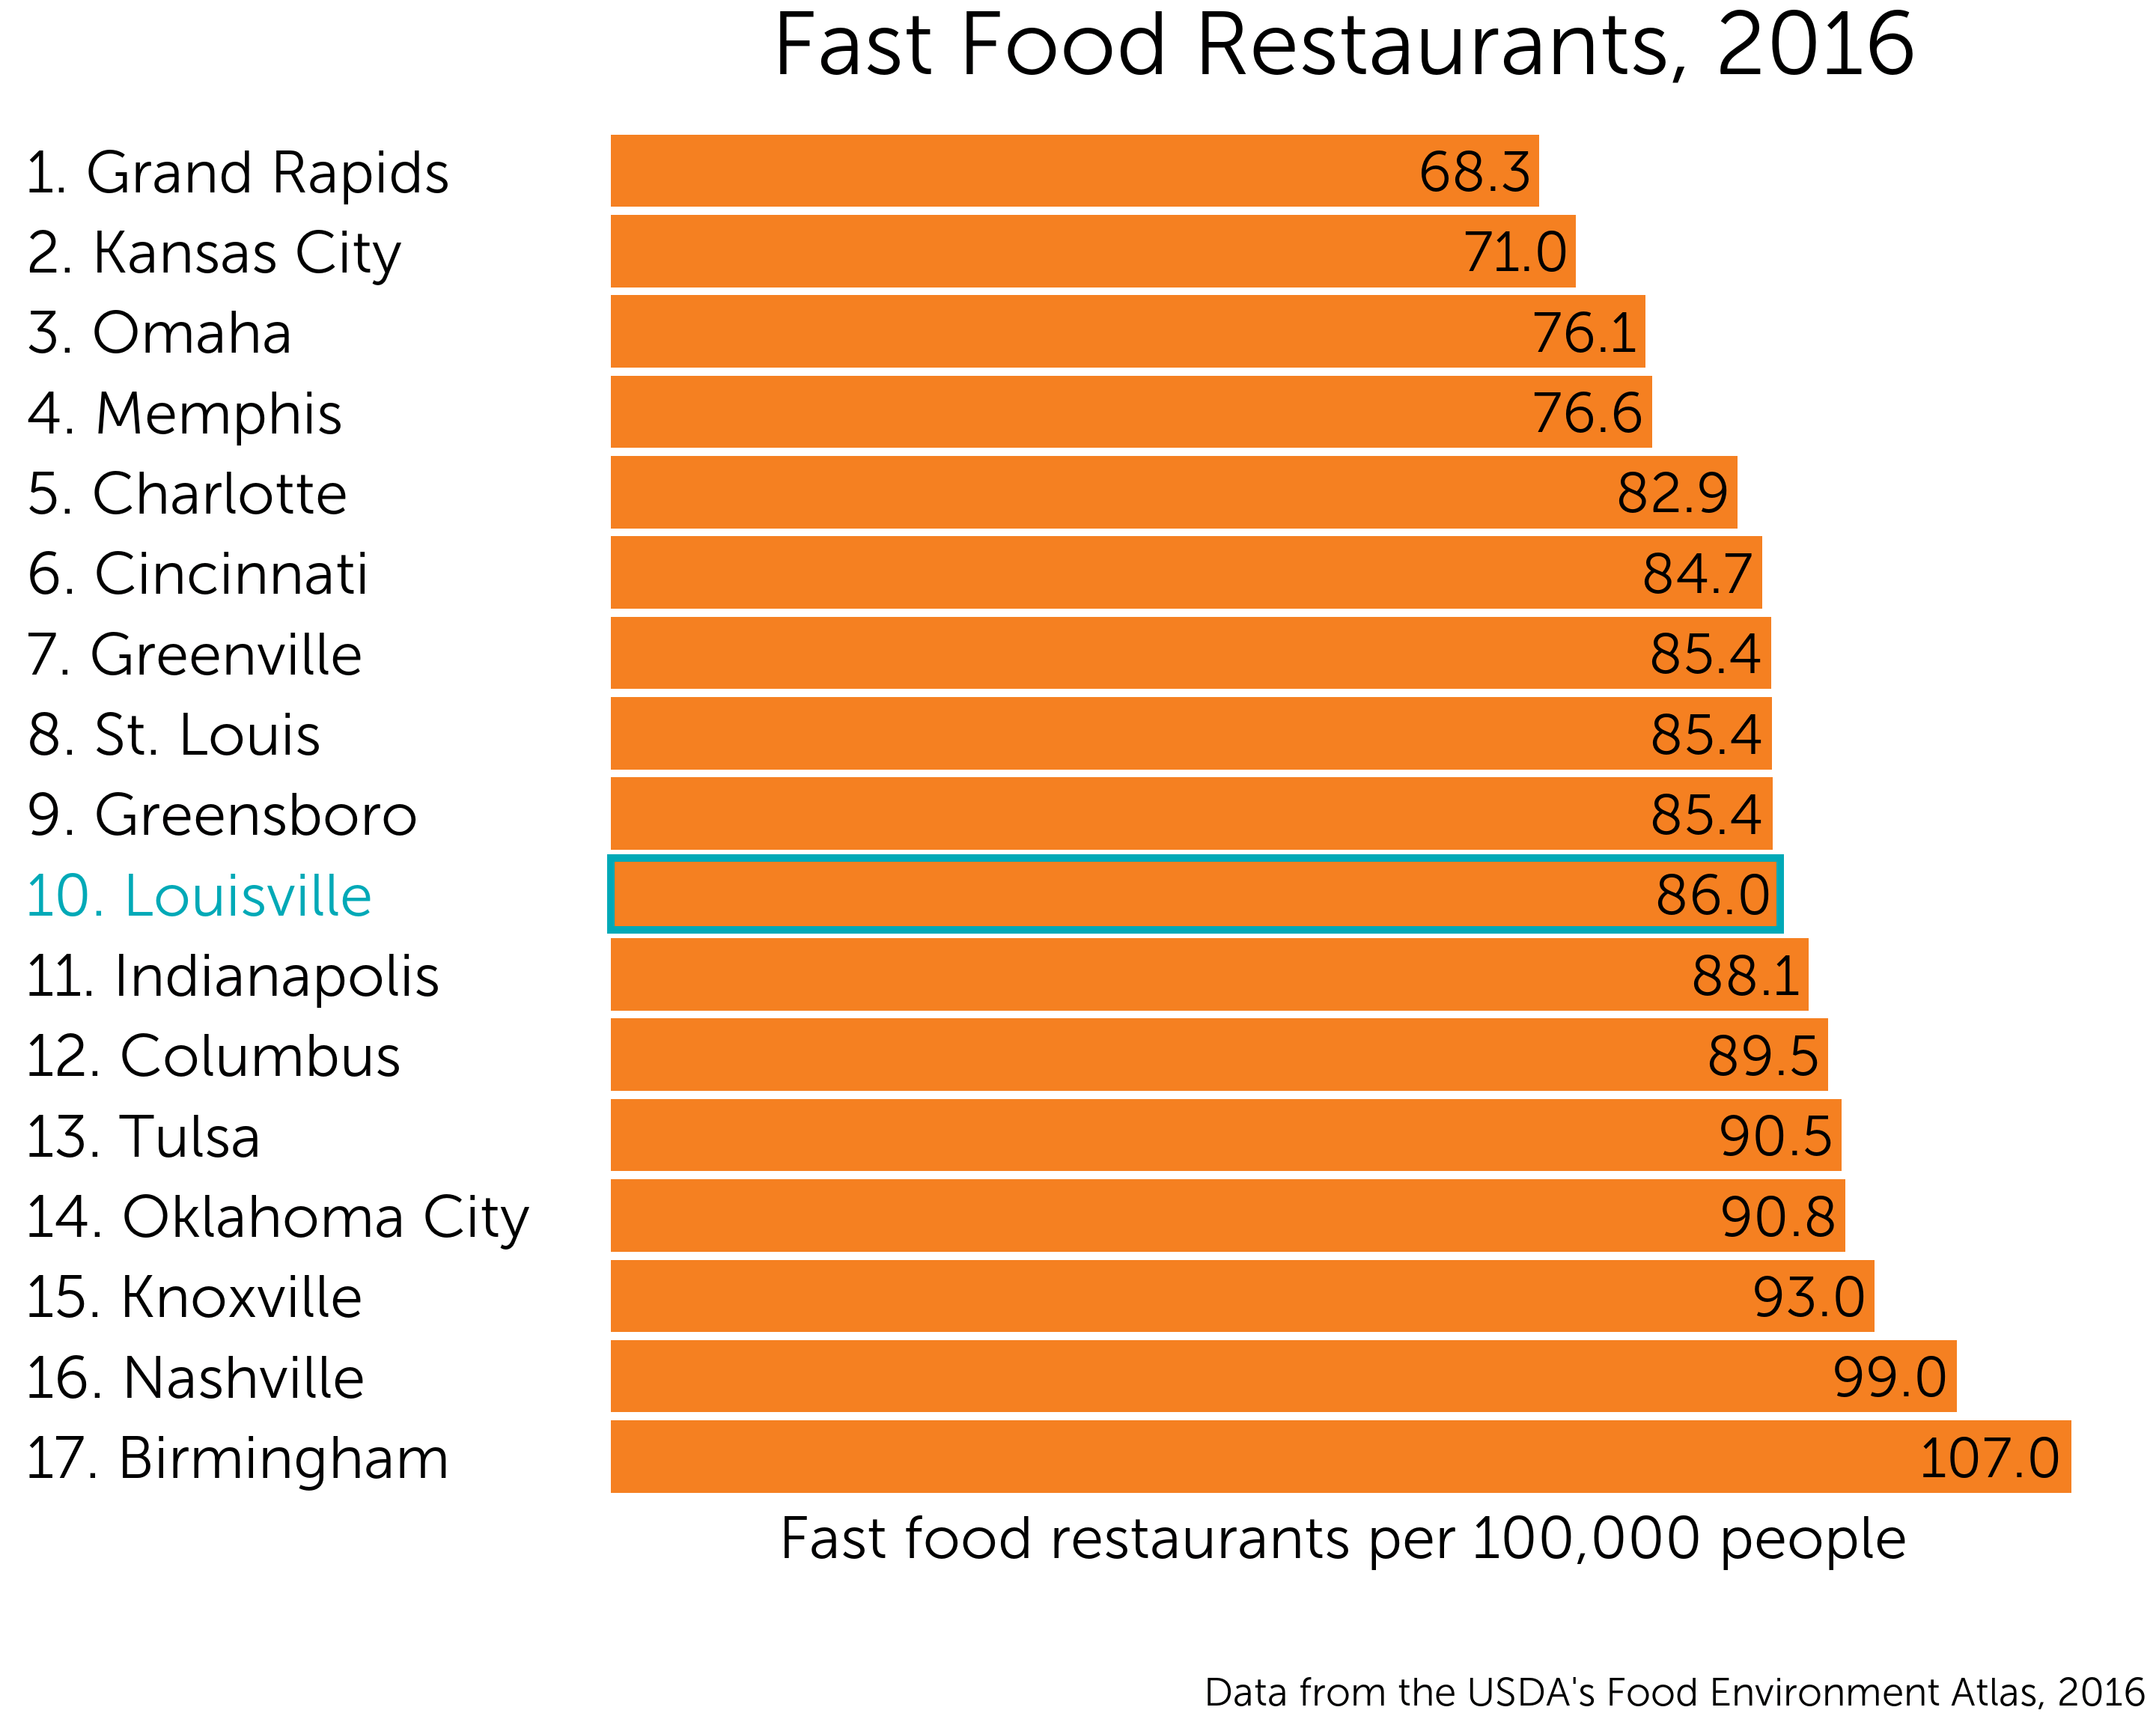 Fast Food Restaurants, 2016
1. Grand Rapids 68.3
2. Kansas City 71.0
3. Omaha 76.1
4. Memphis 76.6
5. Charlotte 82.9
6. Cincinnati 84.7
7. Greenville 85.4
8. St. Louis 85.4
9. Greensboro 85.4
10. Louisville 86.0
11. Indianapolis 88.1
12. Columbus 89.5
13. Tulsa 90.5
14. Oklahoma City 90.8
15. Knoxville 93.0
16. Nashville 99.0
17. Birmingham 107.0
Fast food restaurants per 100,000 people
Data from the USDA's Food Environment Atlas, 2016